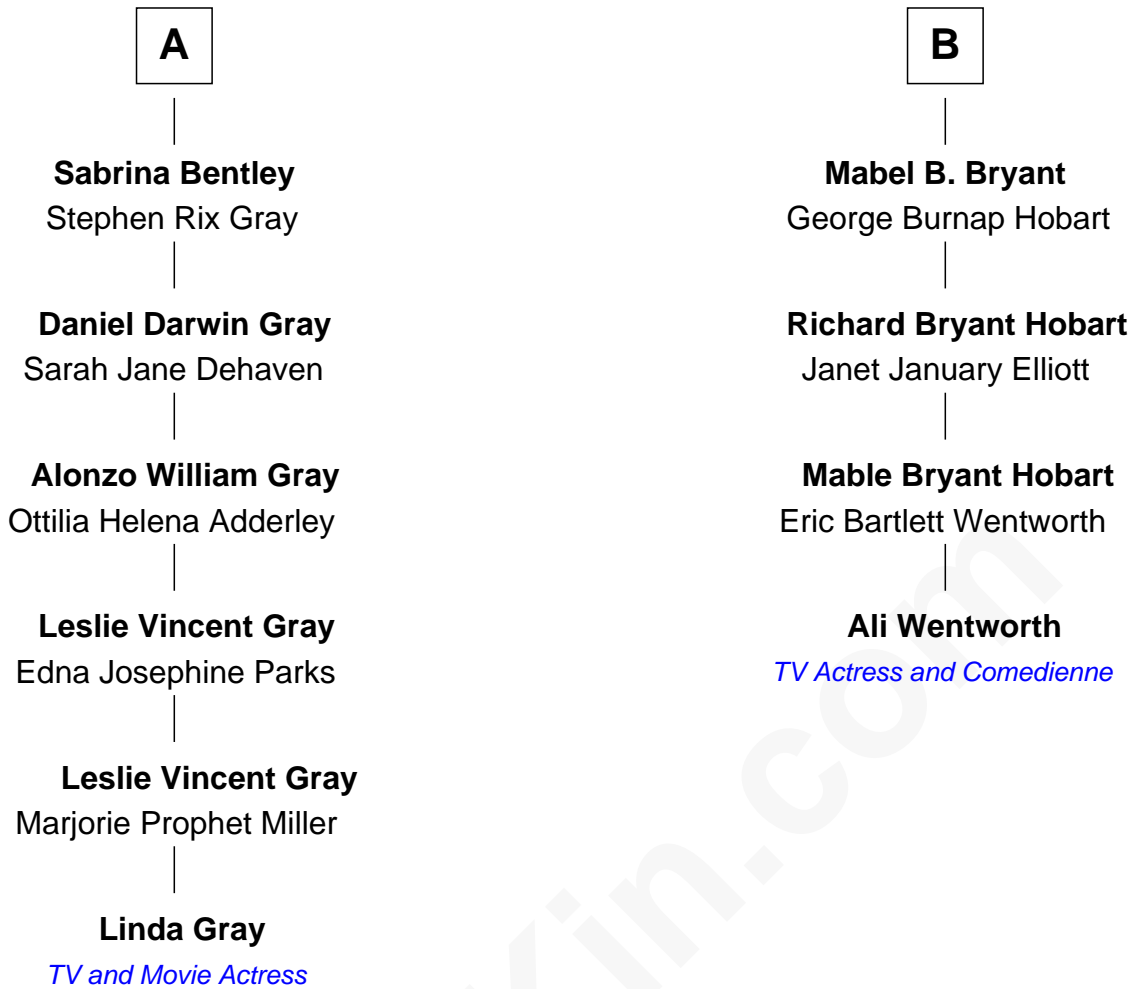 A
Sabrina Bentley
Stephen Rix Gray
Daniel Darwin Gray
Sarah Jane Dehaven
Alonzo William Gray
Ottilia Helena Adderley
Leslie Vincent Gray
Edna Josephine Parks
Leslie Vincent Gray
Marjorie Prophet Miller
Linda Gray
TV and Movie Actress
B
Mabel B. Bryant
George Burnap Hobart
Richard Bryant Hobart
Janet January Elliott
Mable Bryant Hobart
Eric Bartlett Wentworth
Ali Wentworth
TV Actress and Comedienne